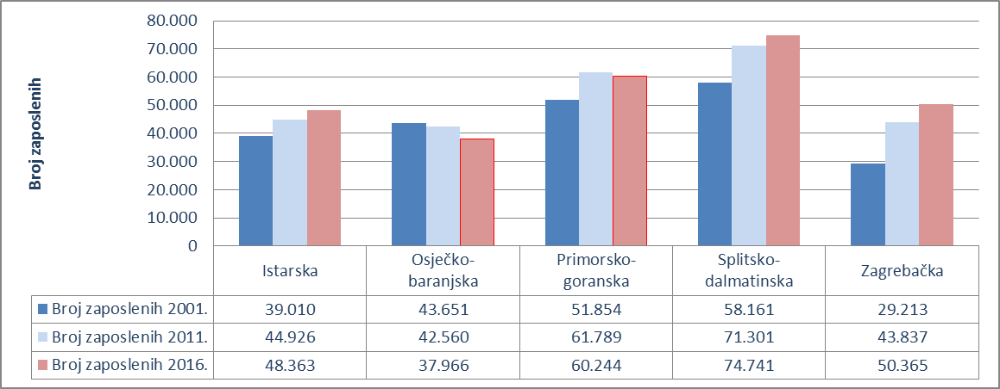 Broj zaposlenih
80.000
70.000
60.000
50.000
40.000
30.000
20.000
10.000
0
Istarska
Osječko-
baranjska
Primorsko-
goranska
Splitsko-
dalmatinska
Zagrebačka
Broj zaposlenih 2001. 39.010 43.651 51.854 58.161 29.213
Broj zaposlenih 2011. 44.926 42.560 61.789 71.301 43.837
Broj zaposlenih 2016. 48.363 37.966 60.244 74.741 50.365